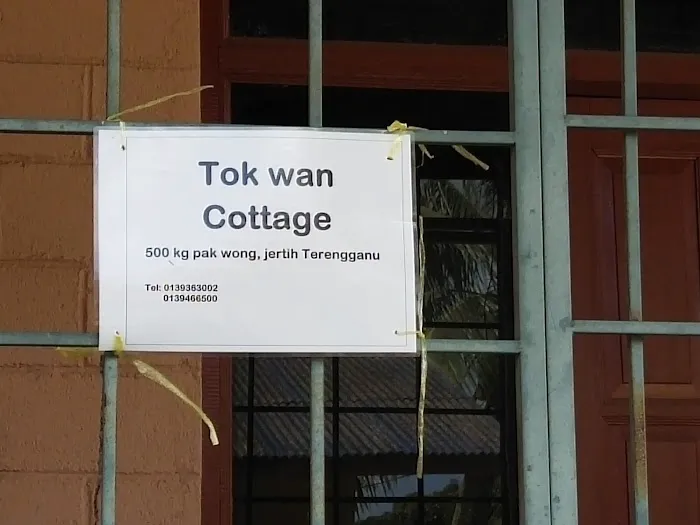 Tok wan
Cottage
500 kg pak wong, jertih Terengganu
Tel: 0139363002
0139466500